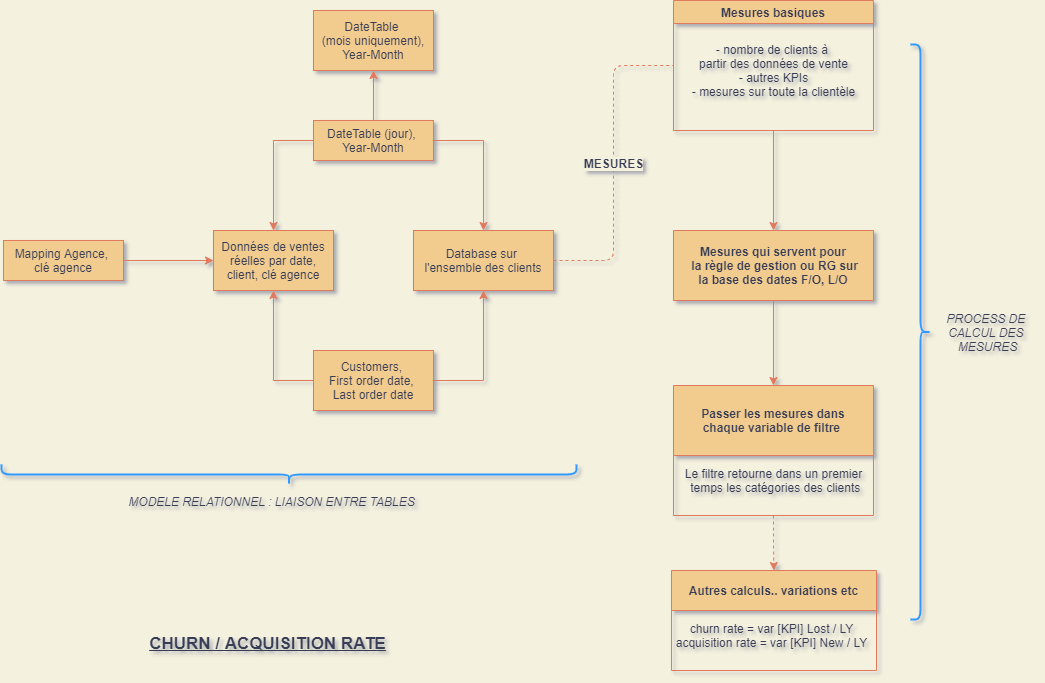 DateTable
(mois uniquement),
Year-Month
DateTable (jour),
Year-Month
Mapping Agence,
clé agence
Données de ventes
réelles par date,
client, clé agence
Database sur
l'ensemble des clients
Customers,
First order date,
Last order date
MODELE RELATIONNEL : LIAISON ENTRE TABLES
CHURN / ACQUISITION RATE
MESURES
Mesures basiques
- nombre de clients à
partir des données de vente
- autres KPIs
- mesures sur toute la clientèle
Mesures qui servent pour
la règle de gestion ou RG sur
la base des dates F/O, L/O
Passer les mesures dans
chaque variable de filtre
Le filtre retourne dans un premier
temps les catégories des clients
Autres calculs.. variations etc
churn rate = var [KPI] Lost / LY
acquisition rate = var [KPI] New / LY
PROCESS DE
CALCUL DES
MESURES